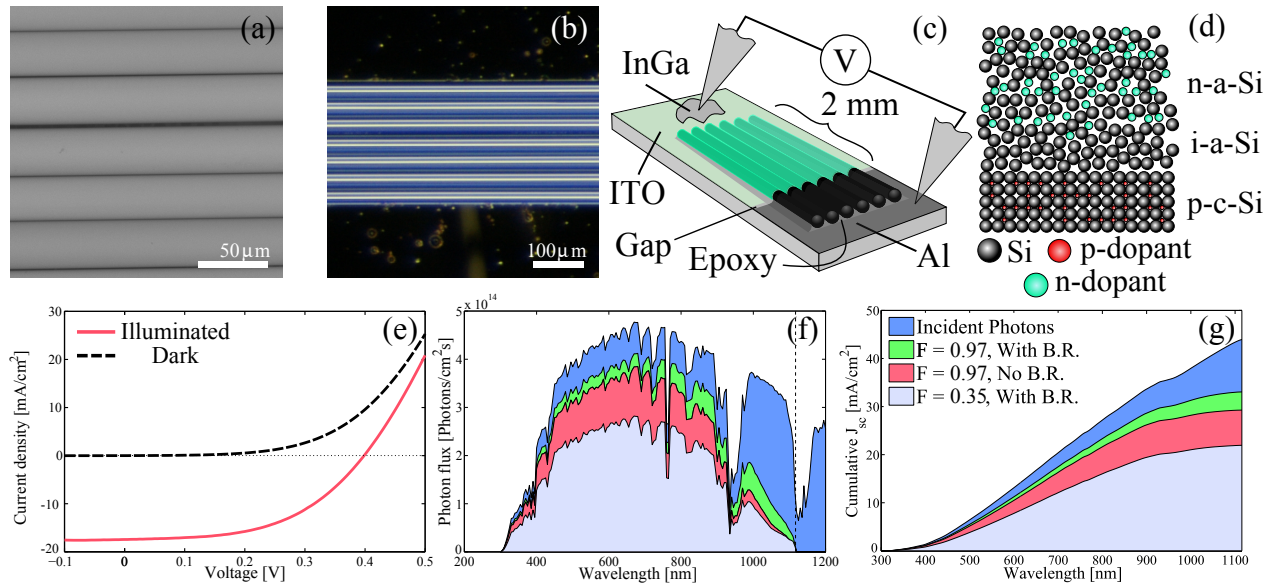 (a)
50μm
(b)
100μm
(c)
InGa
V
2 mm
ITO
Gap
Epoxy
Al
(d)
n-a-Si
i-a-Si
p-c-Si
Si
p-dopant
n-dopant
(e)
Illuminated
Dark
Current density [mA/cm²]
30
20
10
0
-10
-20
-0.1
0
0.1
0.2
0.3
0.4
0.5
Voltage [V]
(f)
x 10¹⁴
Photon flux [Photons/cm²s]
5
4
3
2
1
0
200
400
600
800
1000
1200
Wavelength [nm]
(g)
Incident Photons
F = 0.97, With B.R.
F = 0.97, No B.R.
F = 0.35, With B.R.
Cumulative J_sc [mA/cm²]
50
40
30
20
10
0
300
400
500
600
700
800
900
1000
1100
Wavelength [nm]